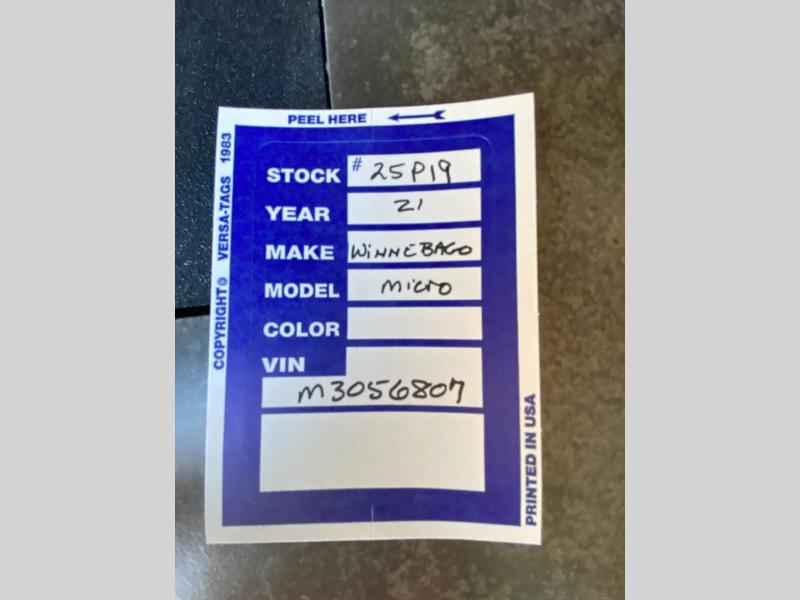 PEEL HERE
COPYRIGHT© VERSA-TAGS 1983
STOCK # 25P19
YEAR 21
MAKE WINNEBAGO
MODEL micro
COLOR
VIN
M3056807
PRINTED IN USA